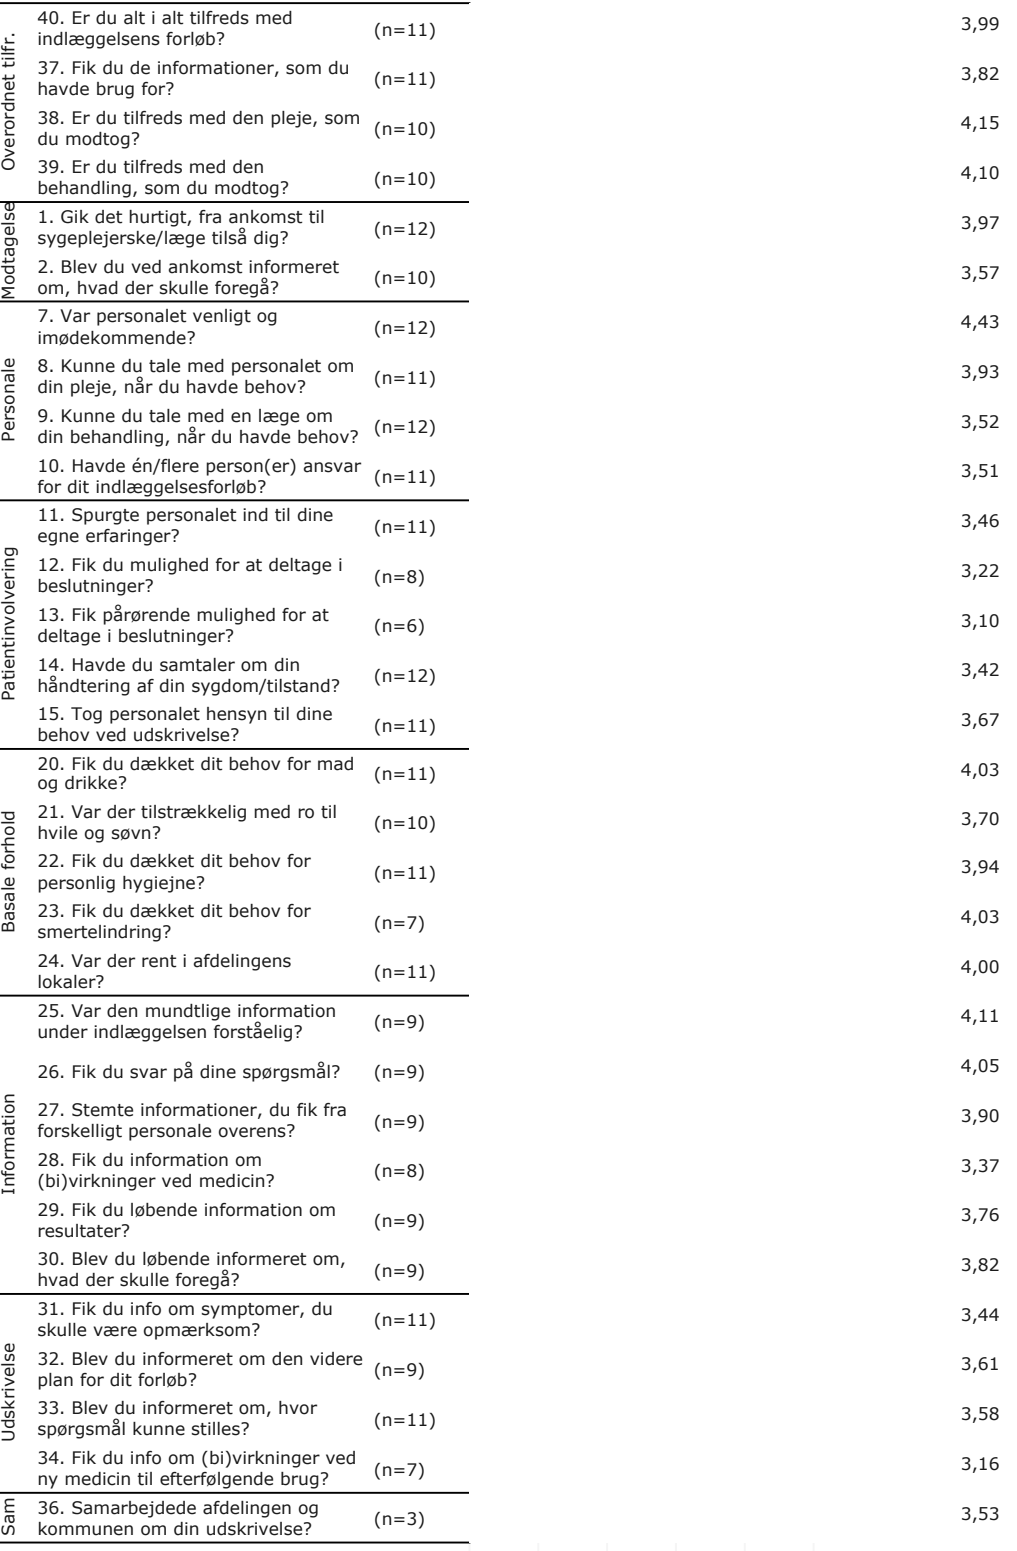 Overordnet tilfr.
40. Er du alt i alt tilfreds med
indlæggelsens forløb?
(n=11)
3,99
37. Fik du de informationer, som du
havde brug for?
(n=11)
3,82
38. Er du tilfreds med den pleje, som
du modtog?
(n=10)
4,15
39. Er du tilfreds med den
behandling, som du modtog?
(n=10)
4,10
Modtagelse
1. Gik det hurtigt, fra ankomst til
sygeplejerske/læge tilså dig?
(n=12)
3,97
2. Blev du ved ankomst informeret
om, hvad der skulle foregå?
(n=10)
3,57
Personale
7. Var personalet venligt og
imødekommende?
(n=12)
4,43
8. Kunne du tale med personalet om
din pleje, når du havde behov?
(n=11)
3,93
9. Kunne du tale med en læge om
din behandling, når du havde behov?
(n=12)
3,52
10. Havde én/flere person(er) ansvar
for dit indlæggelsesforløb?
(n=11)
3,51
Patientinvolvering
11. Spurgte personalet ind til dine
egne erfaringer?
(n=11)
3,46
12. Fik du mulighed for at deltage i
beslutninger?
(n=8)
3,22
13. Fik pårørende mulighed for at
deltage i beslutninger?
(n=6)
3,10
14. Havde du samtaler om din
håndtering af din sygdom/tilstand?
(n=12)
3,42
15. Tog personalet hensyn til dine
behov ved udskrivelse?
(n=11)
3,67
Basale forhold
20. Fik du dækket dit behov for mad
og drikke?
(n=11)
4,03
21. Var der tilstrækkelig med ro til
hvile og søvn?
(n=10)
3,70
22. Fik du dækket dit behov for
personlig hygiejne?
(n=11)
3,94
23. Fik du dækket dit behov for
smertelindring?
(n=7)
4,03
24. Var der rent i afdelingens
lokaler?
(n=11)
4,00
Information
25. Var den mundtlige information
under indlæggelsen forståelig?
(n=9)
4,11
26. Fik du svar på dine spørgsmål?
(n=9)
4,05
27. Stemte informationer, du fik fra
forskelligt personale overens?
(n=9)
3,90
28. Fik du information om
(bi)virkninger ved medicin?
(n=8)
3,37
29. Fik du løbende information om
resultater?
(n=9)
3,76
30. Blev du løbende informeret om,
hvad der skulle foregå?
(n=9)
3,82
Udskrivelse
31. Fik du info om symptomer, du
skulle være opmærksom?
(n=11)
3,44
32. Blev du informeret om den videre
plan for dit forløb?
(n=9)
3,61
33. Blev du informeret om, hvor
spørgsmål kunne stilles?
(n=11)
3,58
34. Fik du info om (bi)virkninger ved
ny medicin til efterfølgende brug?
(n=7)
3,16
Sam
36. Samarbejdede afdelingen og
kommunen om din udskrivelse?
(n=3)
3,53